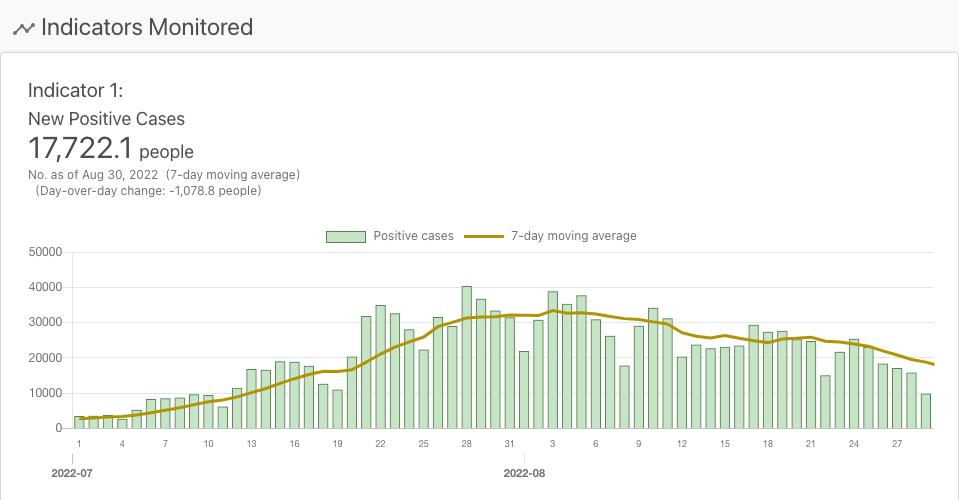 Indicators Monitored
Indicator 1:
New Positive Cases
17,722.1 people
No. as of Aug 30, 2022 (7-day moving average)
(Day-over-day change: -1,078.8 people)
Positive cases 7-day moving average
50000
40000
30000
20000
10000
0
1 4 7 10 13 16 19 22 25 28 31 3 6 9 12 15 18 21 24 27
2022-07 2022-08